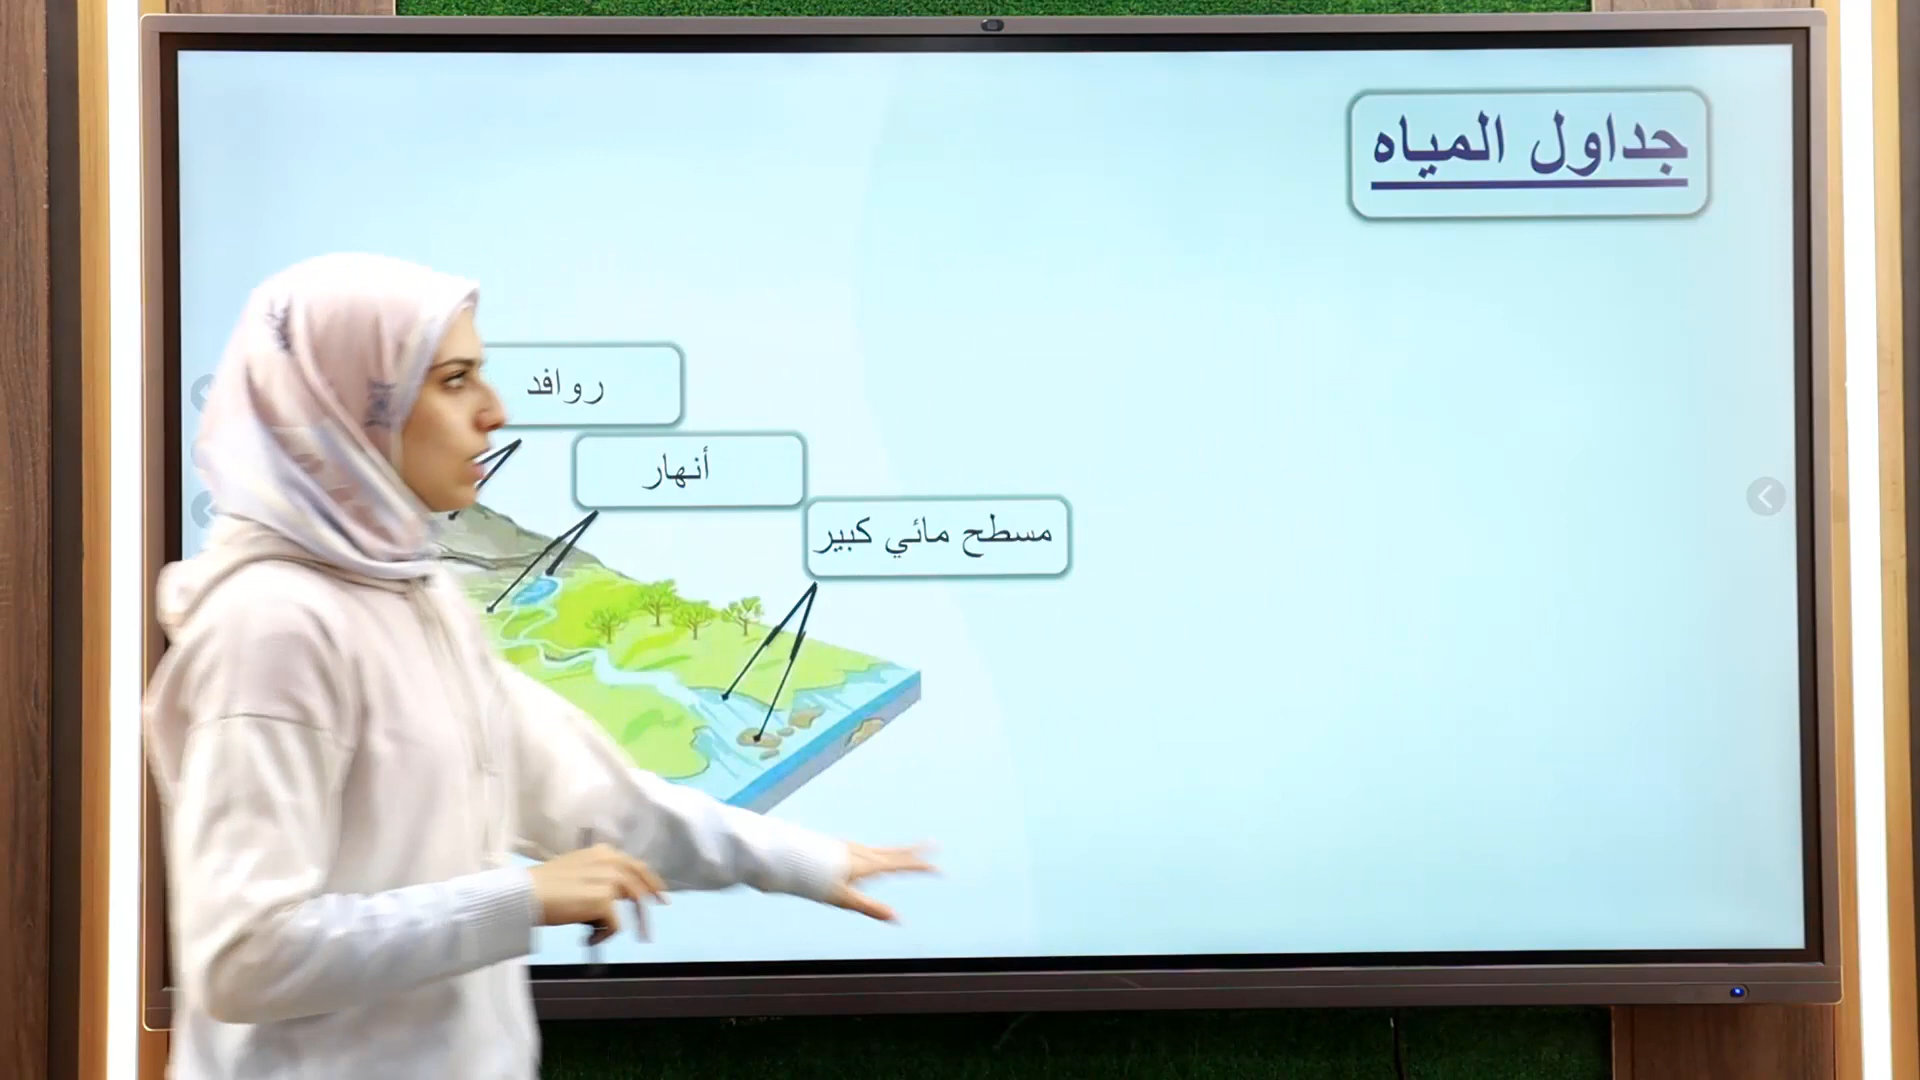 جداول المياه
روافد
أنهار
مسطح مائي كبير